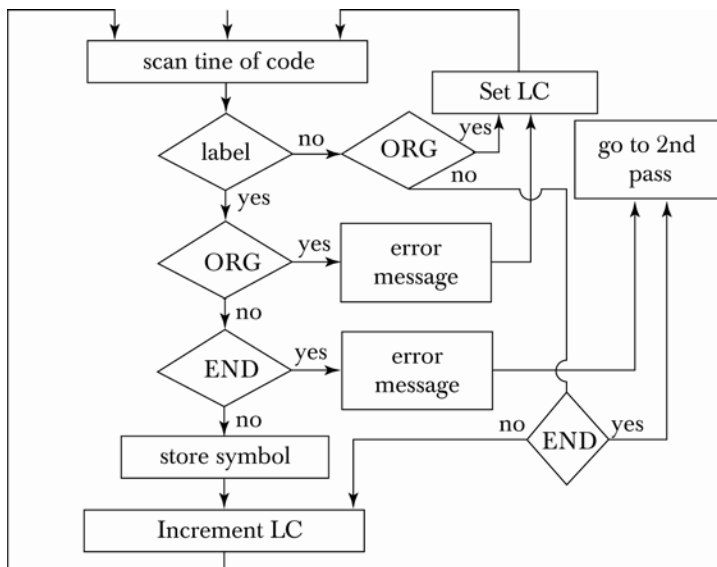 scan tine of code
Set LC
label
no
ORG
yes
no
go to 2nd
pass
yes
ORG
yes
error
message
no
END
yes
error
message
no
no
END
yes
store symbol
Increment LC